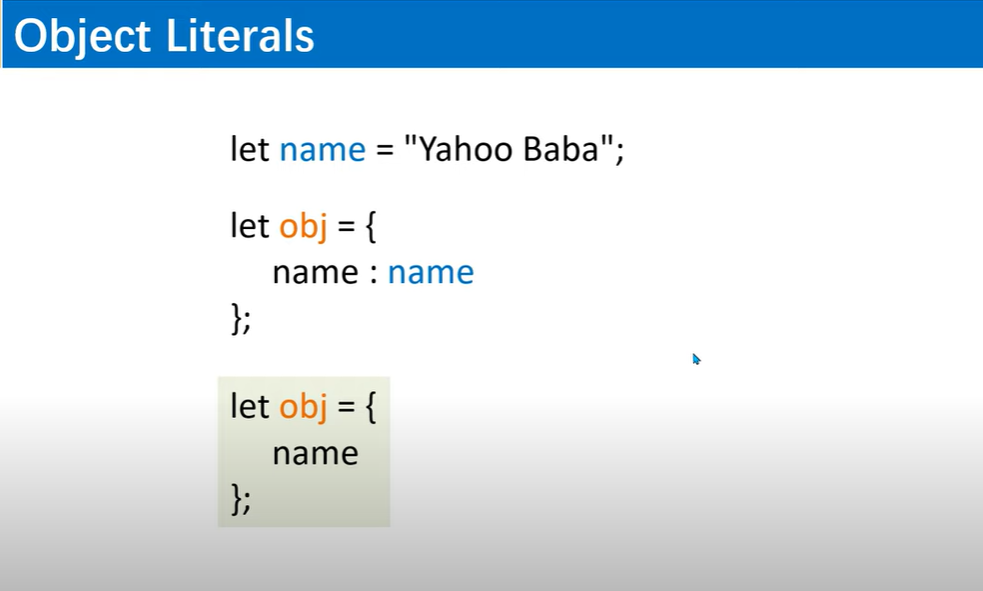 Object Literals
let name = "Yahoo Baba";
let obj = {
name : name
};
let obj = {
name
};